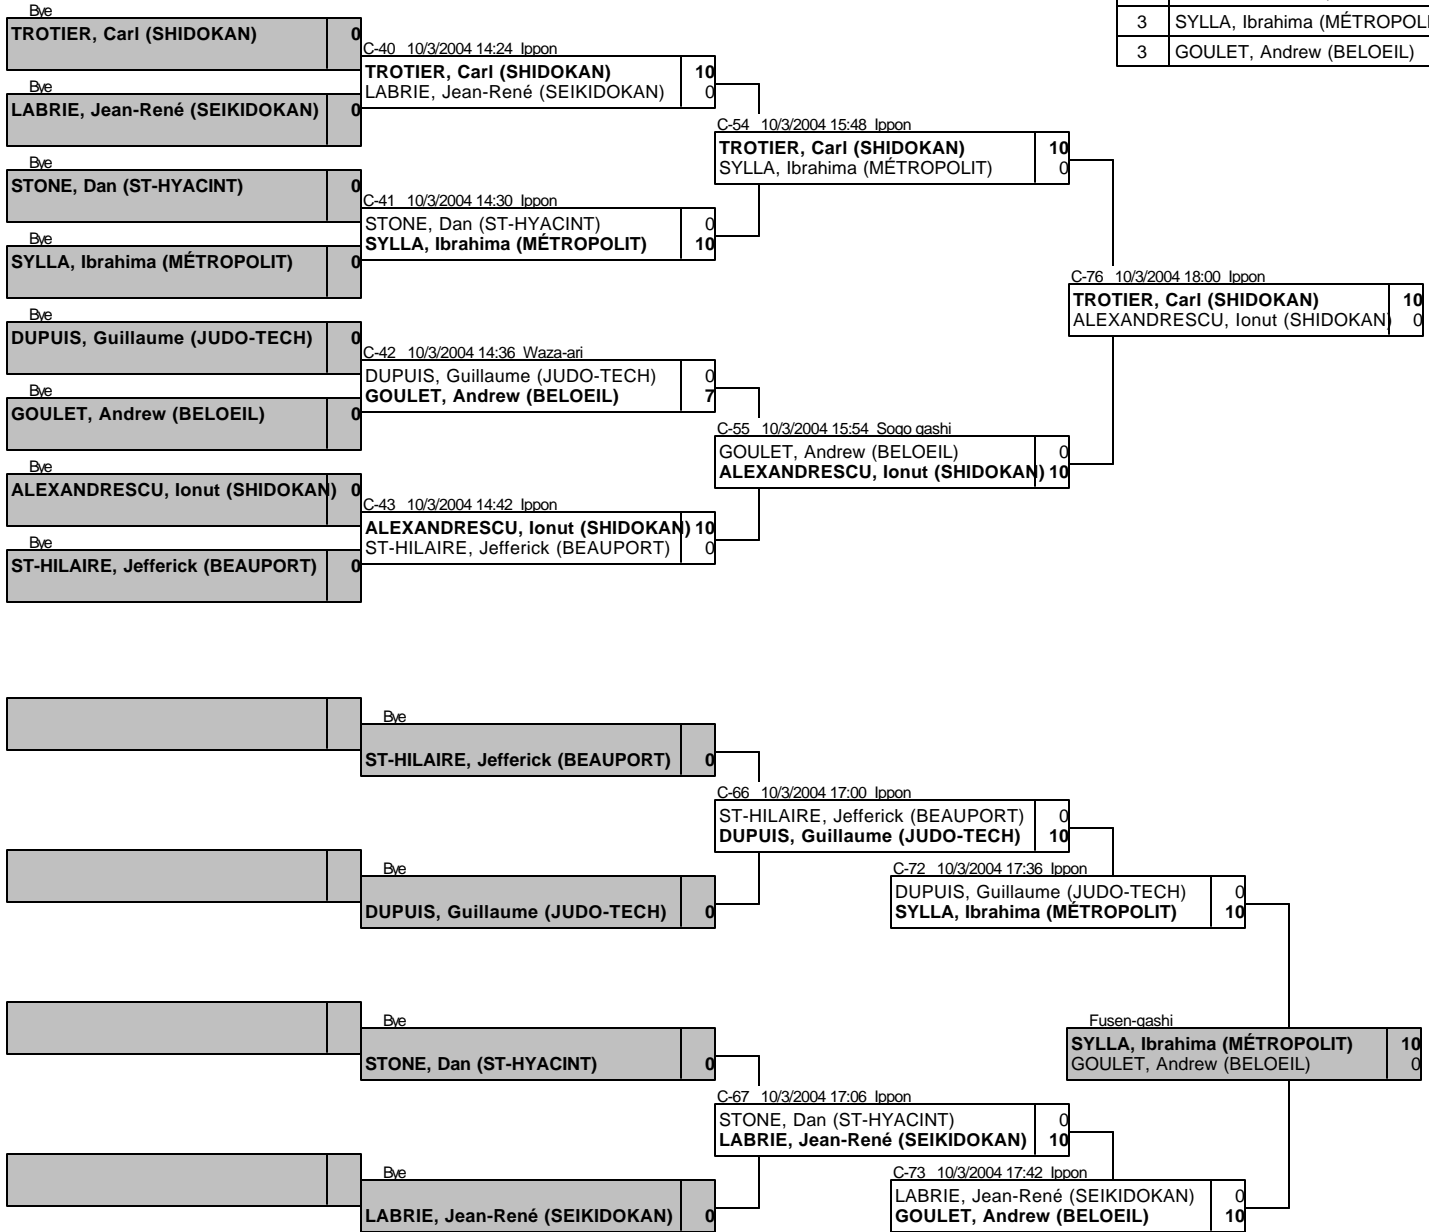 3 SYLLA, Ibrahima (MÉTROPOLI
3 GOULET, Andrew (BELOEIL)
Bye
TROTIER, Carl (SHIDOKAN) 0
Bye
LABRIE, Jean-René (SEIKIDOKAN) 0
Bye
STONE, Dan (ST-HYACINT) 0
Bye
SYLLA, Ibrahima (MÉTROPOLIT) 0
Bye
DUPUIS, Guillaume (JUDO-TECH) 0
Bye
GOULET, Andrew (BELOEIL) 0
Bye
ALEXANDRESCU, Ionut (SHIDOKAN) 0
Bye
ST-HILAIRE, Jefferick (BEAUPORT) 0
C-40 10/3/2004 14:24 Ippon
TROTIER, Carl (SHIDOKAN) 10
LABRIE, Jean-René (SEIKIDOKAN) 0
C-41 10/3/2004 14:30 Ippon
STONE, Dan (ST-HYACINT) 0
SYLLA, Ibrahima (MÉTROPOLIT) 10
C-42 10/3/2004 14:36 Waza-ari
DUPUIS, Guillaume (JUDO-TECH) 0
GOULET, Andrew (BELOEIL) 7
C-43 10/3/2004 14:42 Ippon
ALEXANDRESCU, Ionut (SHIDOKAN) 10
ST-HILAIRE, Jefferick (BEAUPORT) 0
C-54 10/3/2004 15:48 Ippon
TROTIER, Carl (SHIDOKAN) 10
SYLLA, Ibrahima (MÉTROPOLIT) 0
C-55 10/3/2004 15:54 Sogo gashi
GOULET, Andrew (BELOEIL) 0
ALEXANDRESCU, Ionut (SHIDOKAN) 10
C-76 10/3/2004 18:00 Ippon
TROTIER, Carl (SHIDOKAN) 10
ALEXANDRESCU, Ionut (SHIDOKAN) 0
Bye
ST-HILAIRE, Jefferick (BEAUPORT) 0
Bye
DUPUIS, Guillaume (JUDO-TECH) 0
Bye
STONE, Dan (ST-HYACINT) 0
Bye
LABRIE, Jean-René (SEIKIDOKAN) 0
C-66 10/3/2004 17:00 Ippon
ST-HILAIRE, Jefferick (BEAUPORT) 0
DUPUIS, Guillaume (JUDO-TECH) 10
C-67 10/3/2004 17:06 Ippon
STONE, Dan (ST-HYACINT) 0
LABRIE, Jean-René (SEIKIDOKAN) 10
C-72 10/3/2004 17:36 Ippon
DUPUIS, Guillaume (JUDO-TECH) 0
SYLLA, Ibrahima (MÉTROPOLIT) 10
C-73 10/3/2004 17:42 Ippon
LABRIE, Jean-René (SEIKIDOKAN) 0
GOULET, Andrew (BELOEIL) 10
Fusen-gashi
SYLLA, Ibrahima (MÉTROPOLIT) 10
GOULET, Andrew (BELOEIL) 0